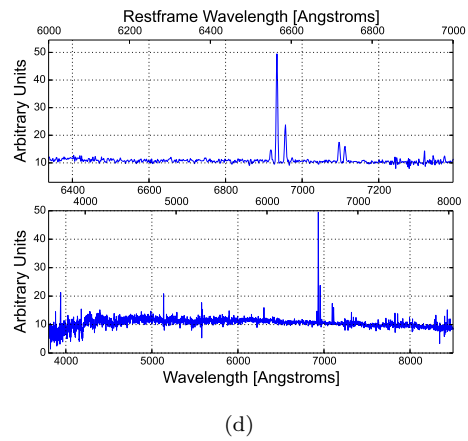 Restframe Wavelength [Angstroms]
6000 6200 6400 6600 6800 7000
Arbitrary Units
50
40
30
20
10
6400 6600 6800 7000 7200
4000 5000 6000 7000 8000
Arbitrary Units
50
40
30
20
10
0
4000 5000 6000 7000 8000
Wavelength [Angstroms]
(d)